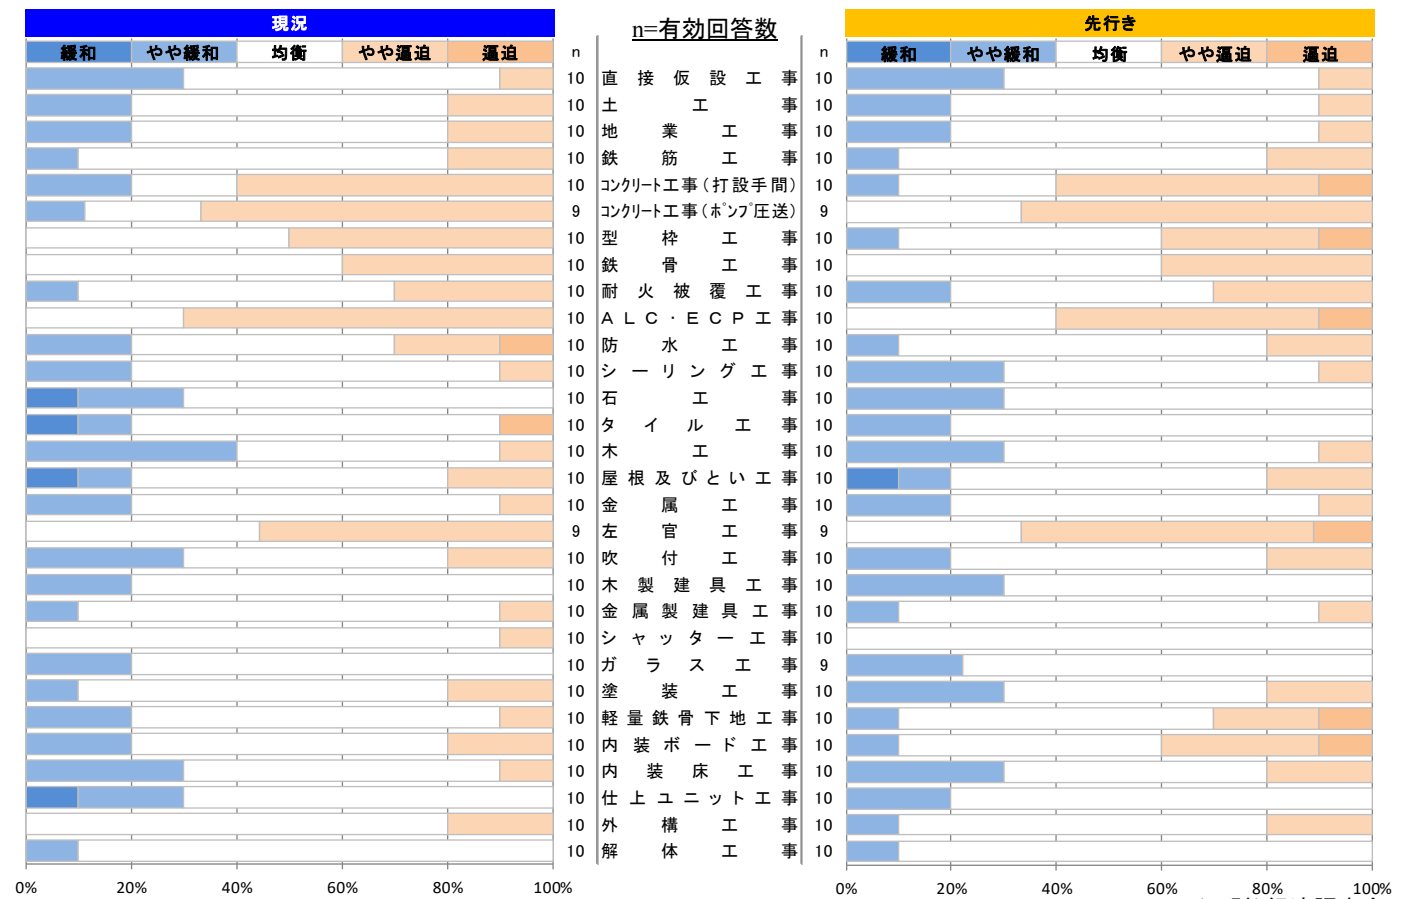 現況
n=有効回答数
先行き
緩和 やや緩和 均衡 やや逼迫 逼迫 n n 緩和 やや緩和 均衡 やや逼迫 逼迫
10 直接仮設工事 10
10 土工事 10
10 地業工事 10
10 鉄筋工事 10
10 コンクリート工事(打設手間) 10
9 コンクリート工事(ポンプ圧送) 9
10 型枠工事 10
10 鉄骨工事 10
10 耐火被覆工事 10
10 ALC・ECP工事 10
10 防水工事 10
10 シーリング工事 10
10 石工事 10
10 タイル工事 10
10 木工事 10
10 屋根及びとい工事 10
10 金属工事 10
9 左官工事 9
10 吹付工事 10
10 木製建具工事 10
10 金属製建具工事 10
10 シャッター工事 10
10 ガラス工事 9
10 塗装工事 10
10 軽量鉄骨下地工事 10
10 内装ボード工事 10
10 内装床工事 10
10 仕上ユニット工事 10
10 外構工事 10
10 解体工事 10
0% 20% 40% 60% 80% 100% 0% 20% 40% 60% 80% 100%